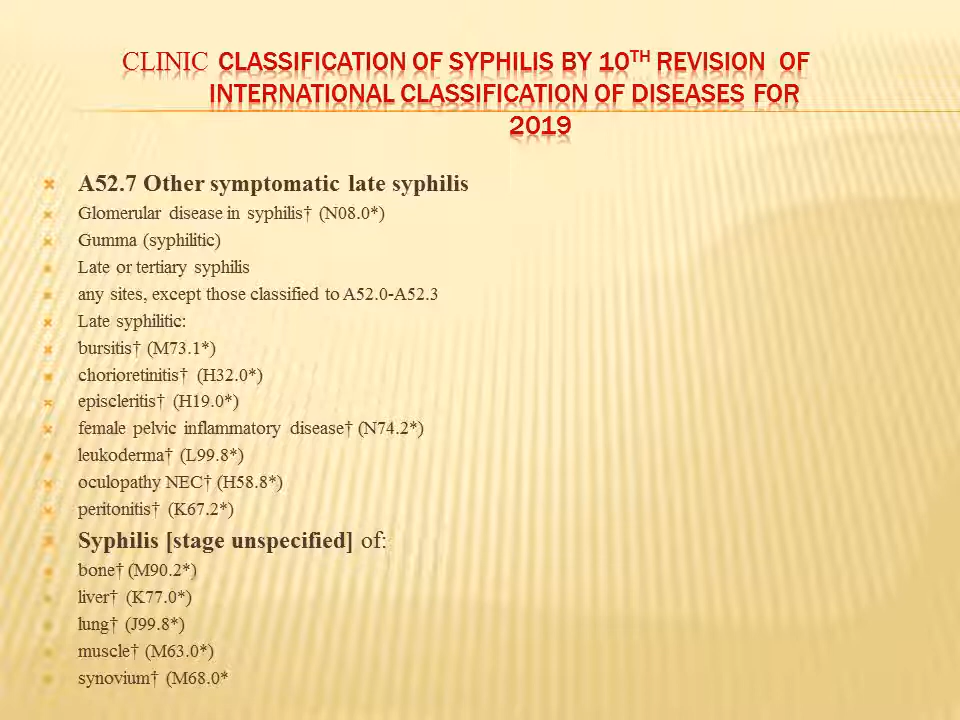 CLINIC CLASSIFICATION OF SYPHILIS BY 10TH REVISION OF
INTERNATIONAL CLASSIFICATION OF DISEASES FOR
2019
A52.7 Other symptomatic late syphilis
Glomerular disease in syphilis† (N08.0*)
Gumma (syphilitic)
Late or tertiary syphilis
any sites, except those classified to A52.0-A52.3
Late syphilitic:
bursitis† (M73.1*)
chorioretinitis† (H32.0*)
episcleritis† (H19.0*)
female pelvic inflammatory disease† (N74.2*)
leukoderma† (L99.8*)
oculopathy NEC† (H58.8*)
peritonitis† (K67.2*)
Syphilis [stage unspecified] of:
bone† (M90.2*)
liver† (K77.0*)
lung† (J99.8*)
muscle† (M63.0*)
synovium† (M68.0*